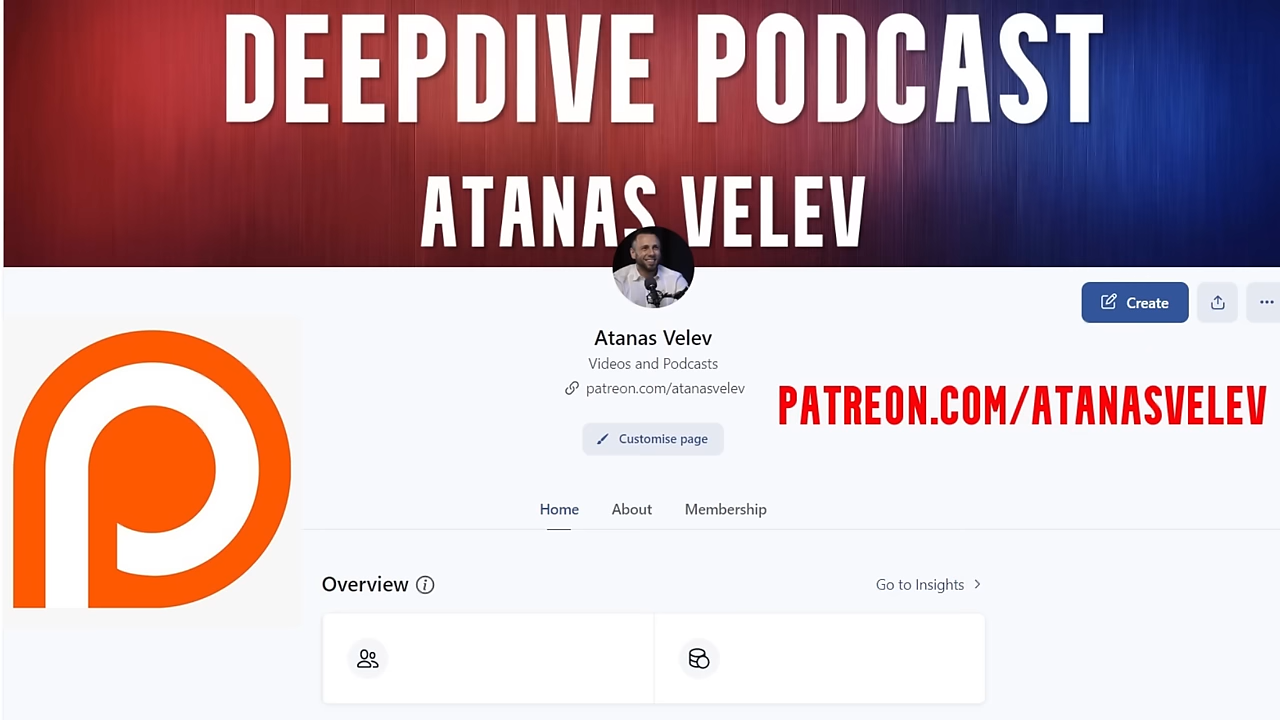 DEEPDIVE PODCAST
ATANAS VELEV
Create
Atanas Velev
Videos and Podcasts
patreon.com/atanasvelev
PATREON.COM/ATANASVELEV
Customise page
Home About Membership
Overview
Go to Insights